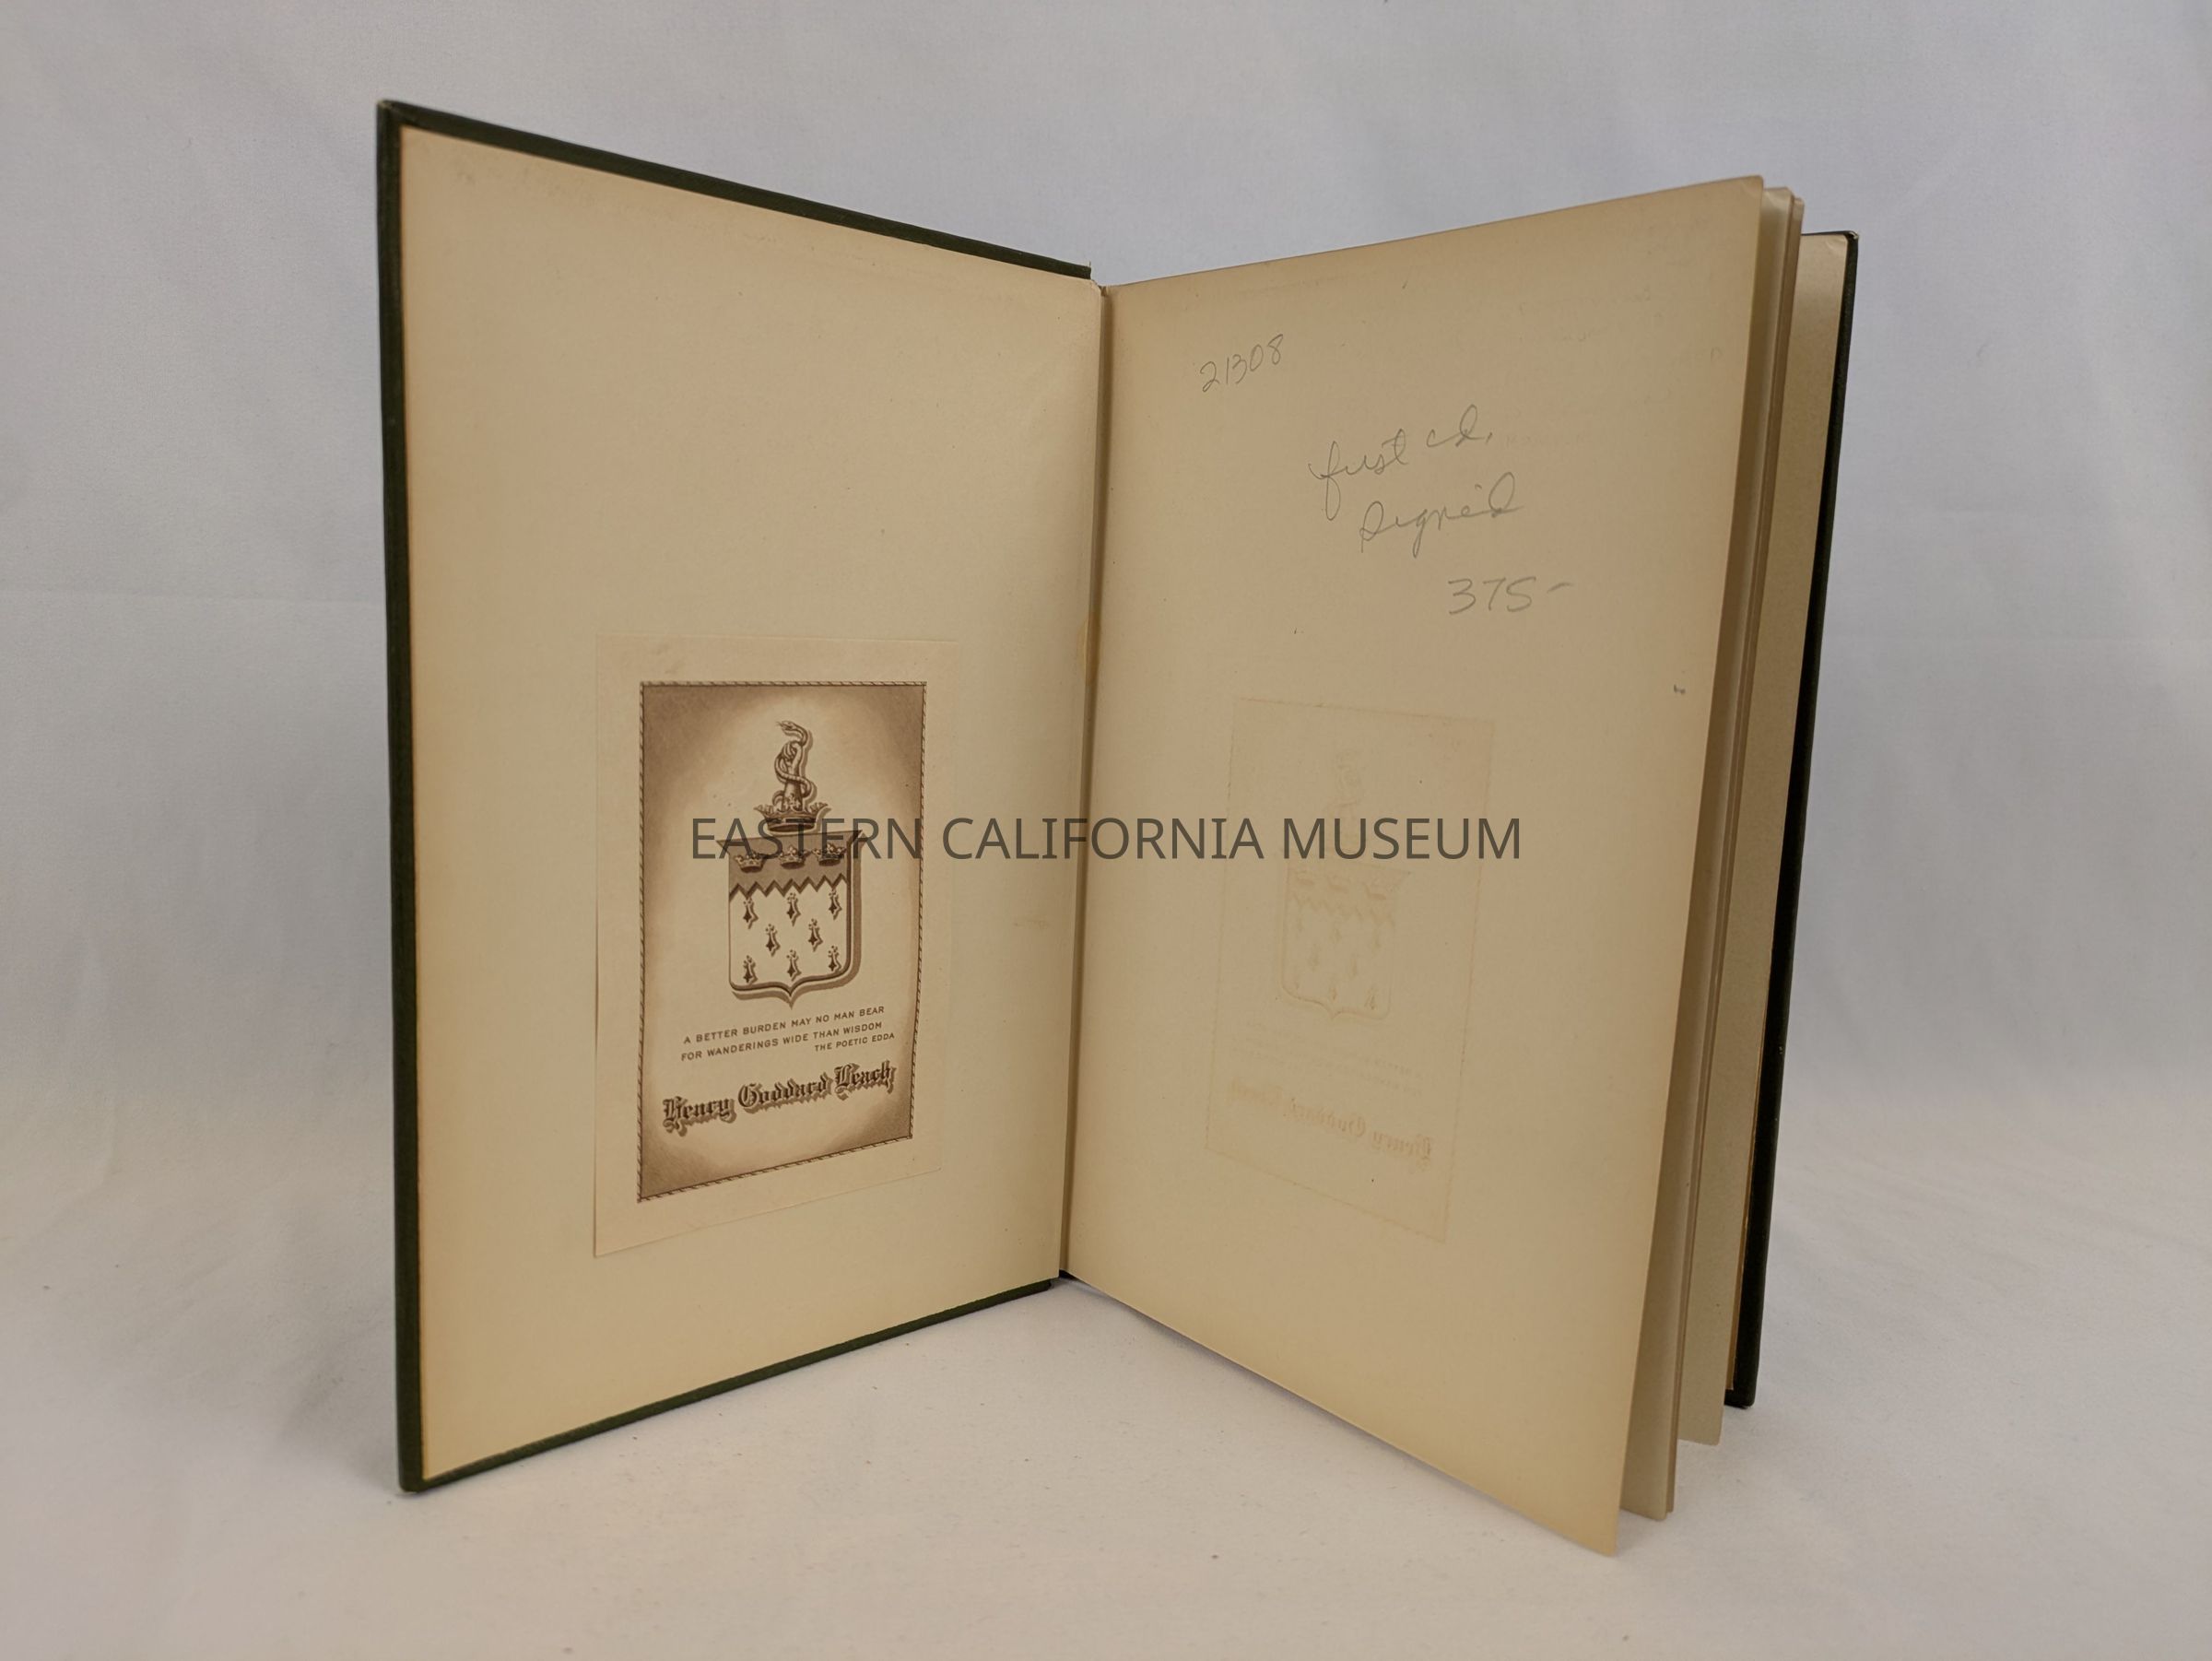 21308
first ed.
signed
375-
EASTERN CALIFORNIA MUSEUM
A BETTER BURDEN MAY NO MAN BEAR
FOR WANDERINGS WIDE THAN WISDOM
THE POETIC EDDA
Henry Goddard Leach